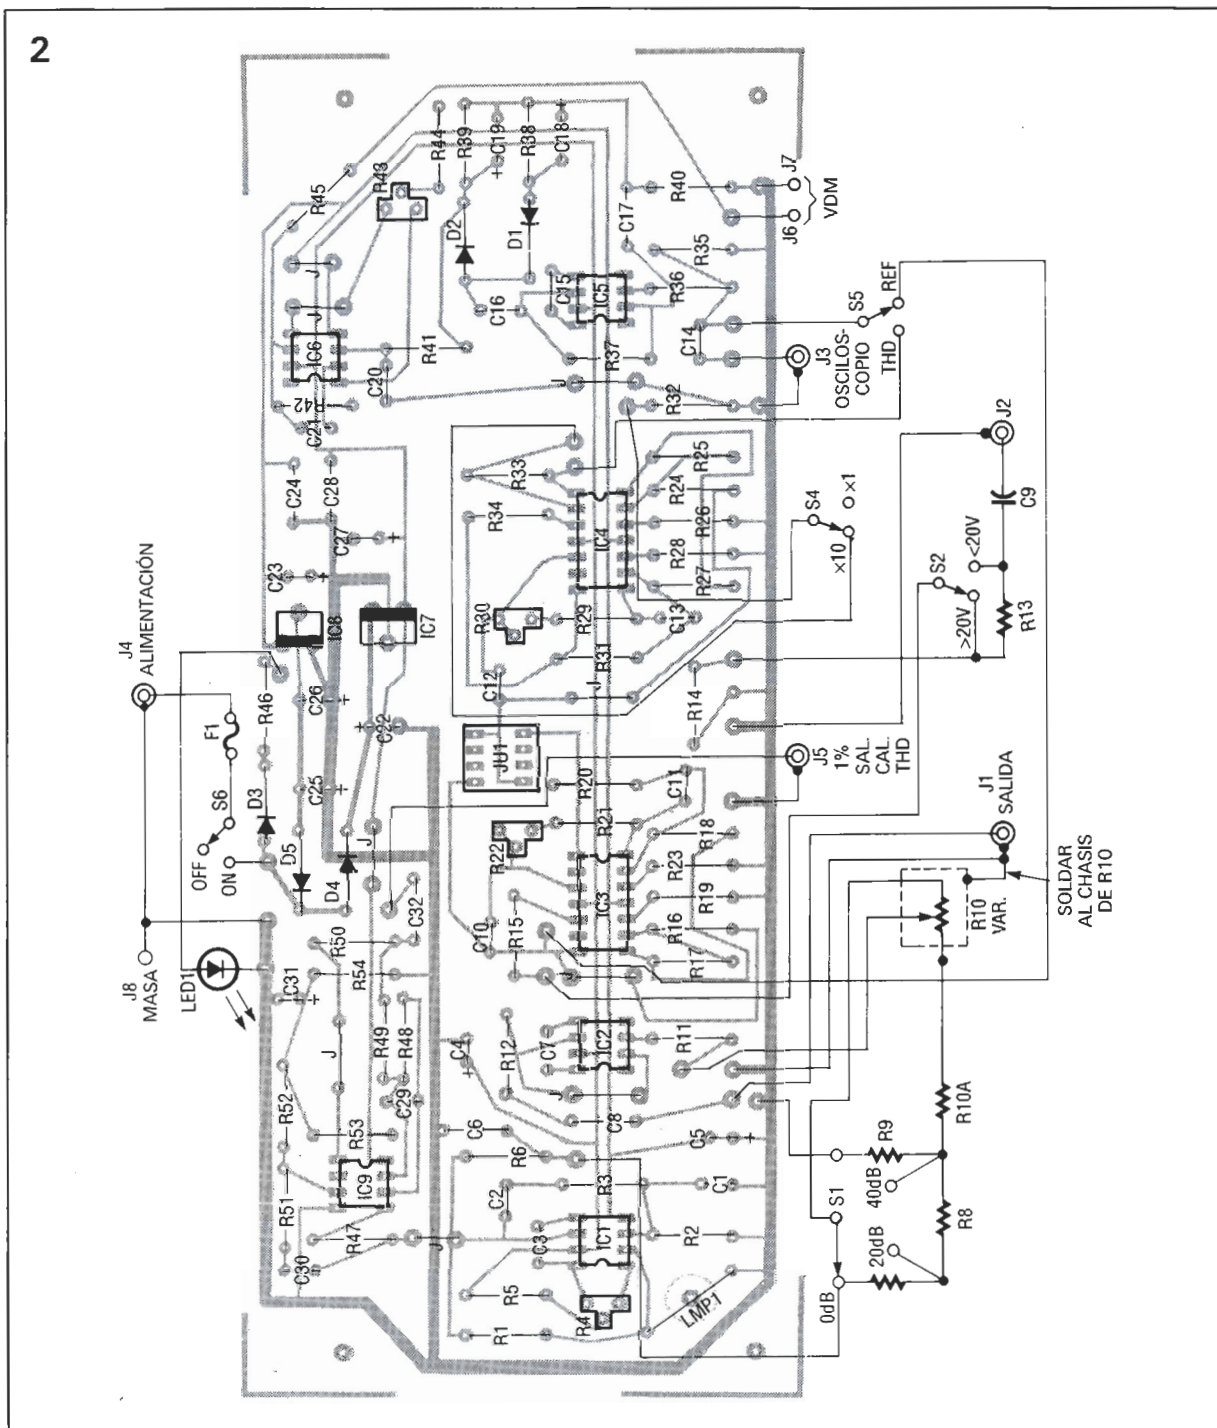 2
J4
ALIMENTACIÓN
F1
S6
OFF
ON
J8
MASA
LED1
R45
R43
R44
R39
C19
R38
C18
D2
D1
J
J
IC6
R41
C20
R42
C21
C16
C15
IC5
C17
R40
R35
R36
R37
C14
J
R32
J7
J6
VDM
S5
REF
THD
J3
OSCILOS-
COPIO
J2
C24
C28
C27
C23
IC8
IC7
R46
C26
C22
C25
D3
D5
D4
J
R33
R34
IC4
R25
R24
R26
R28
R27
R30
R29
C13
R31
C12
J
R14
S4
x1
x10
C9
S2
<20V
>20V
R13
JU1
R20
C11
R21
R22
R18
R23
IC3
R19
R16
R17
R15
C10
J
J5
1%
SAL.
CAL.
THD
J1
SALIDA
R10
VAR.
SOLDAR
AL CHASIS
DE R10
C32
R50
R54
C31
J
R49
R48
C29
R52
R53
IC9
R51
R47
C30
J
C4
R12
C7
IC2
R11
J
C8
C6
C5
R6
C2
R3
C1
C3
IC1
R2
R5
R4
R1
LMP1
R10A
R9
40dB
S1
R8
20dB
0dB